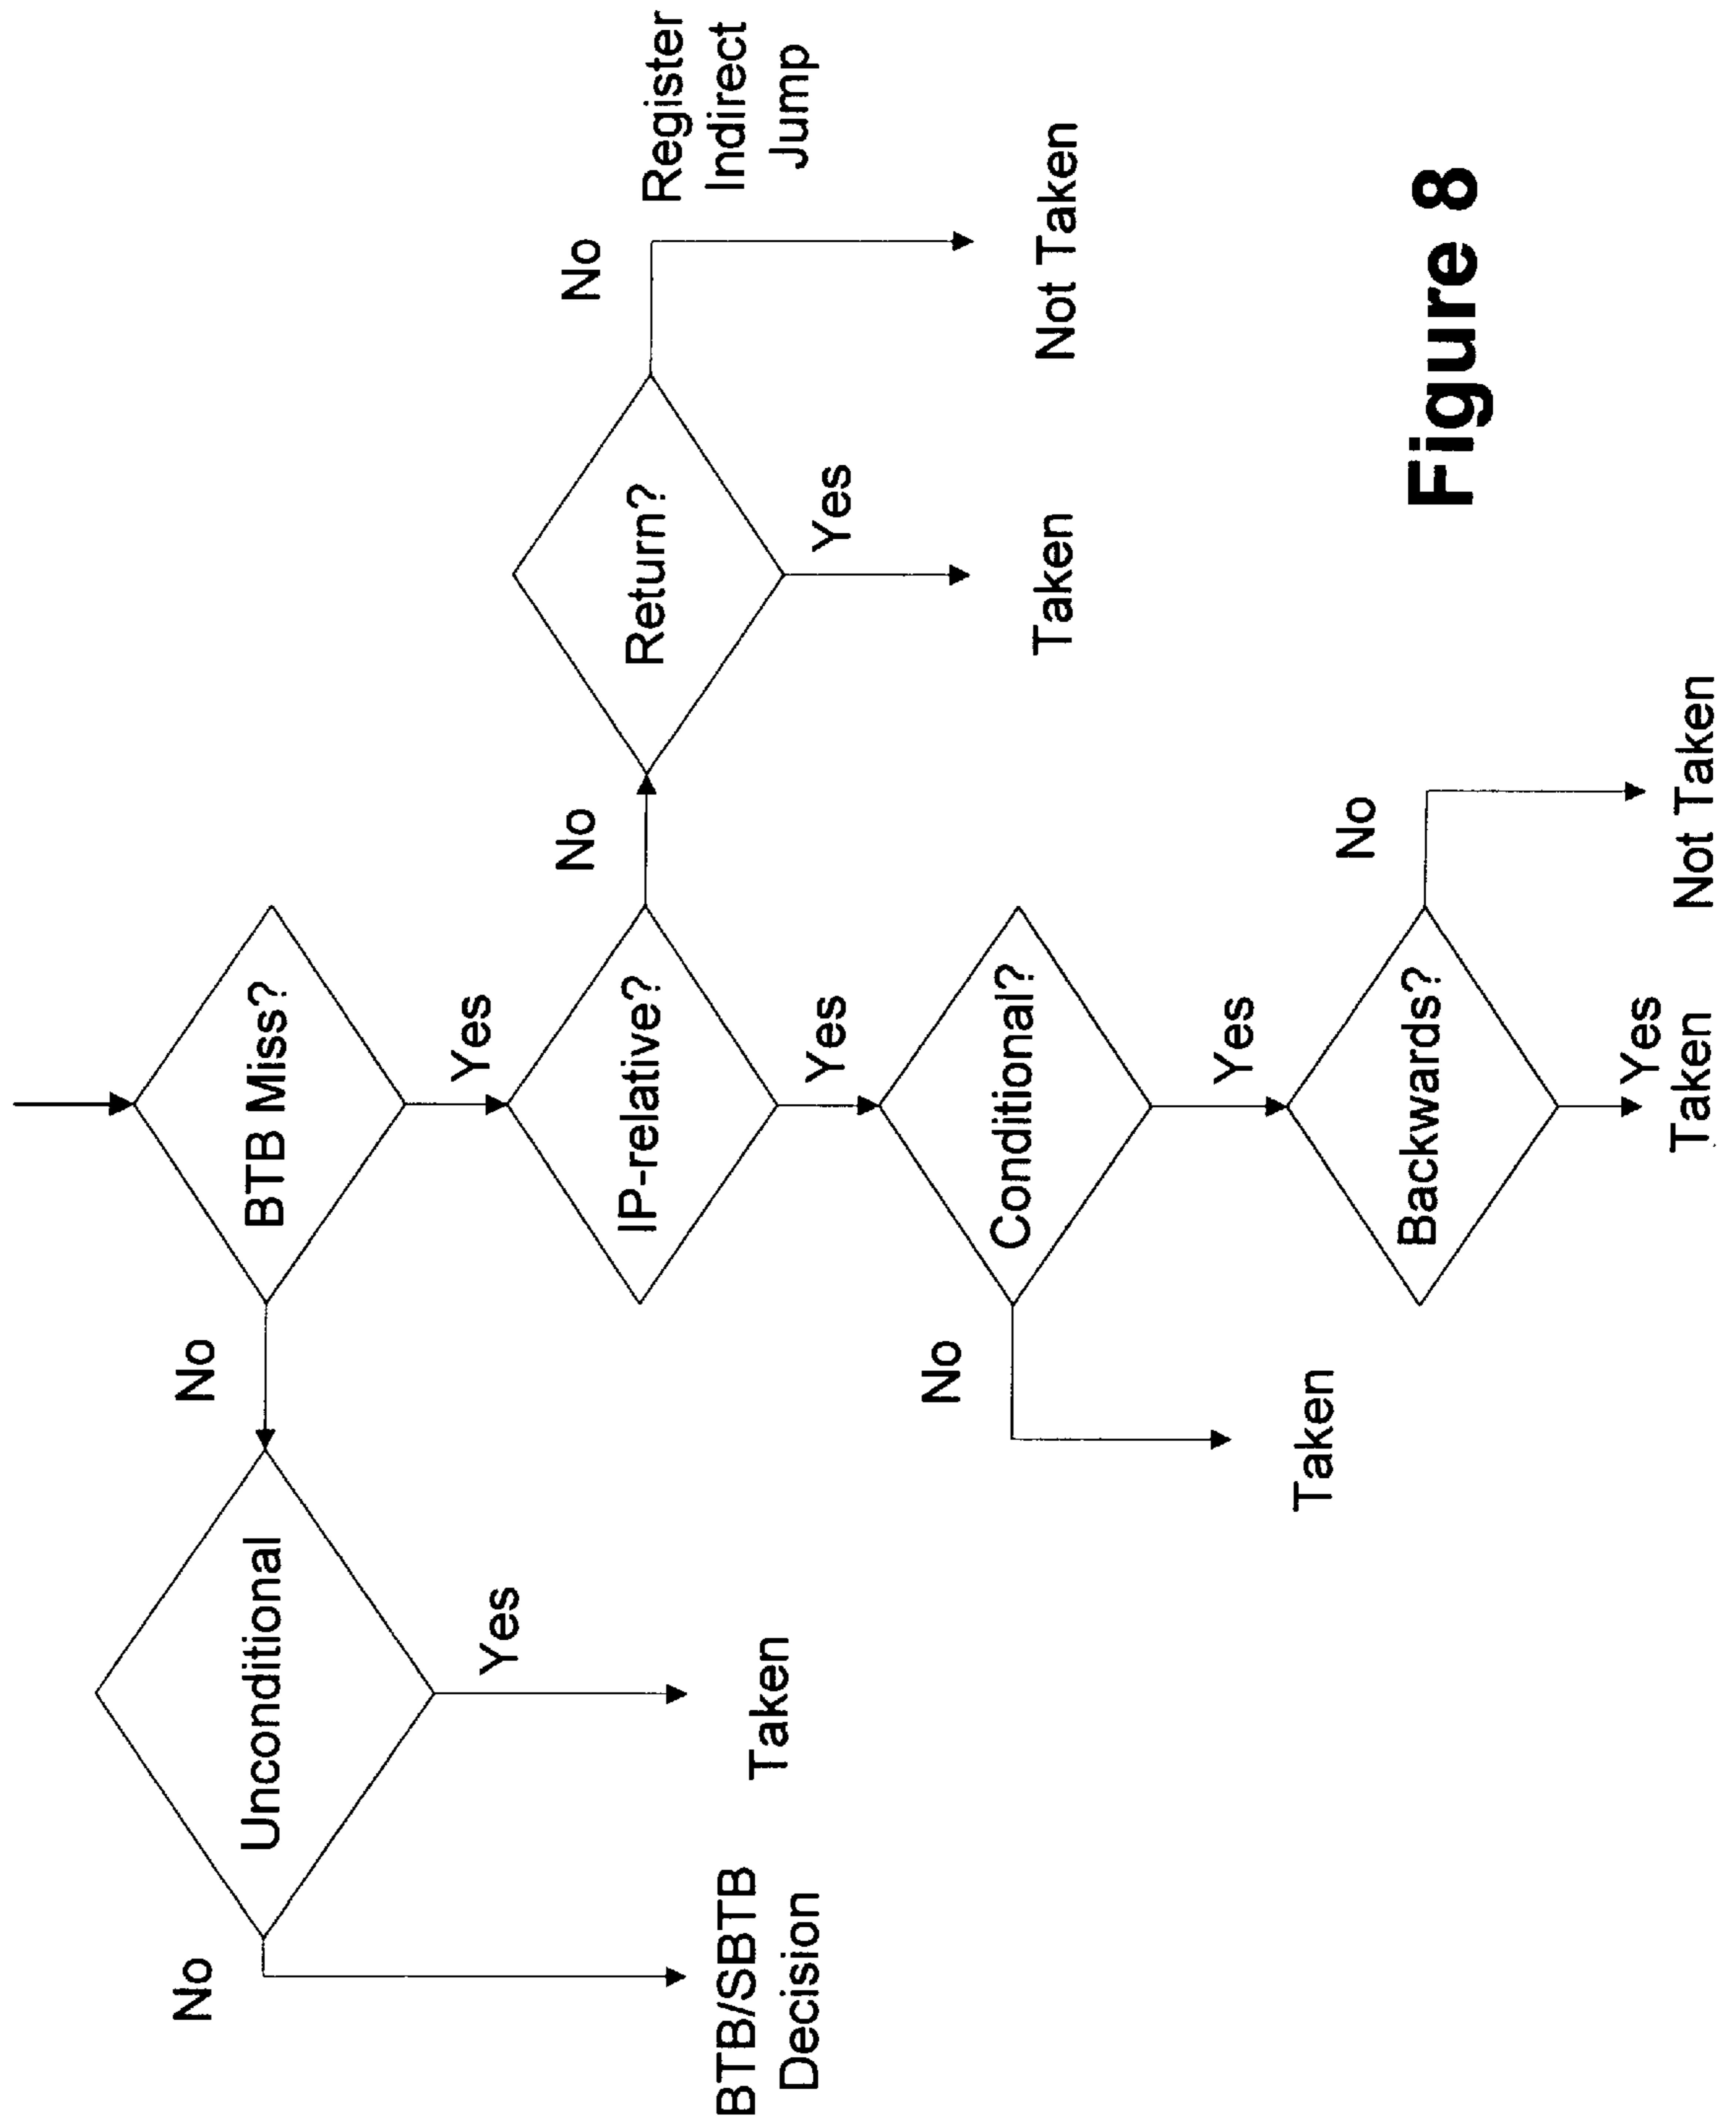 BTB Miss?
No
Yes
Unconditional
No
Yes
BTB/SBTB
Decision
Taken
IP-relative?
No
Yes
Return?
No
Register
Indirect
Jump
Yes
Taken
Not Taken
Conditional?
No
Yes
Taken
Backwards?
No
Yes
Taken
Not Taken
Figure 8